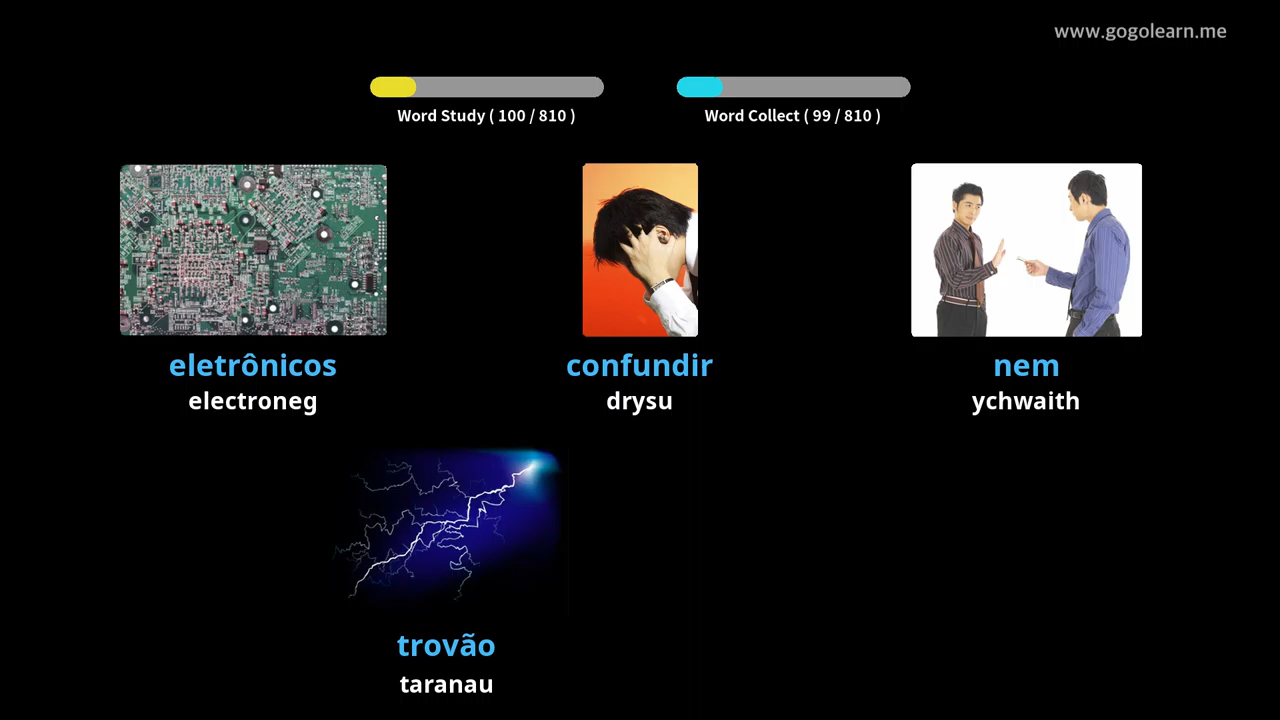 www.gogolearn.me
Word Study ( 100 / 810 )
Word Collect ( 99 / 810 )
eletrônicos
electroneg
confundir
drysu
nem
ychwaith
trovão
taranau